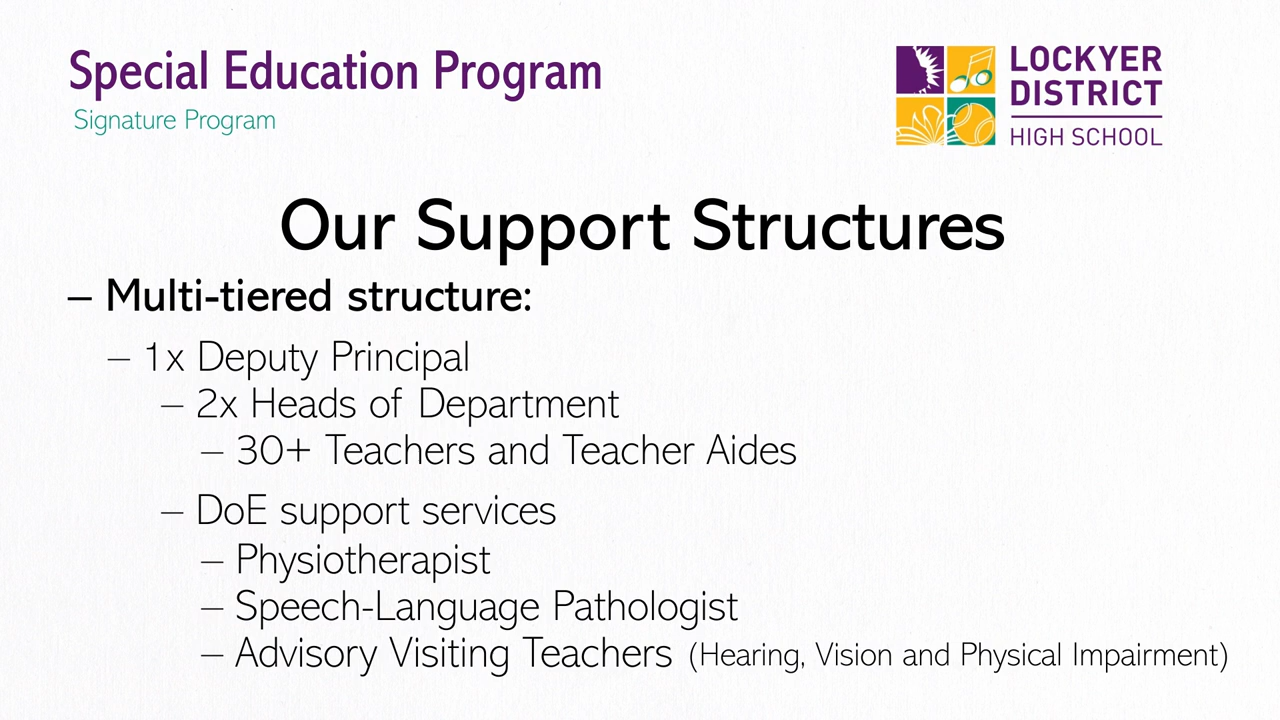 Special Education Program
Signature Program
LOCKYER
DISTRICT
HIGH SCHOOL
Our Support Structures
– Multi-tiered structure:
– 1x Deputy Principal
– 2x Heads of Department
– 30+ Teachers and Teacher Aides
– DoE support services
– Physiotherapist
– Speech-Language Pathologist
– Advisory Visiting Teachers (Hearing, Vision and Physical Impairment)